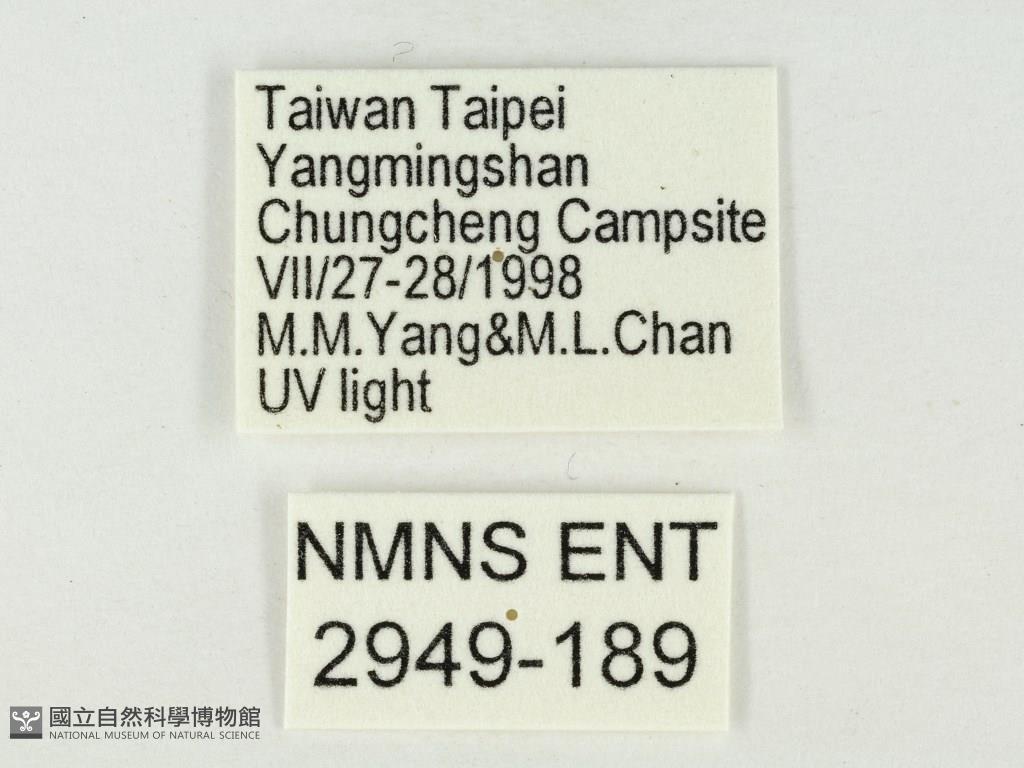 Taiwan Taipei
Yangmingshan
Chungcheng Campsite
VII/27-28/1998
M.M.Yang&M.L.Chan
UV light
NMNS ENT
2949-189
國立自然科學博物館
NATIONAL MUSEUM OF NATURAL SCIENCE